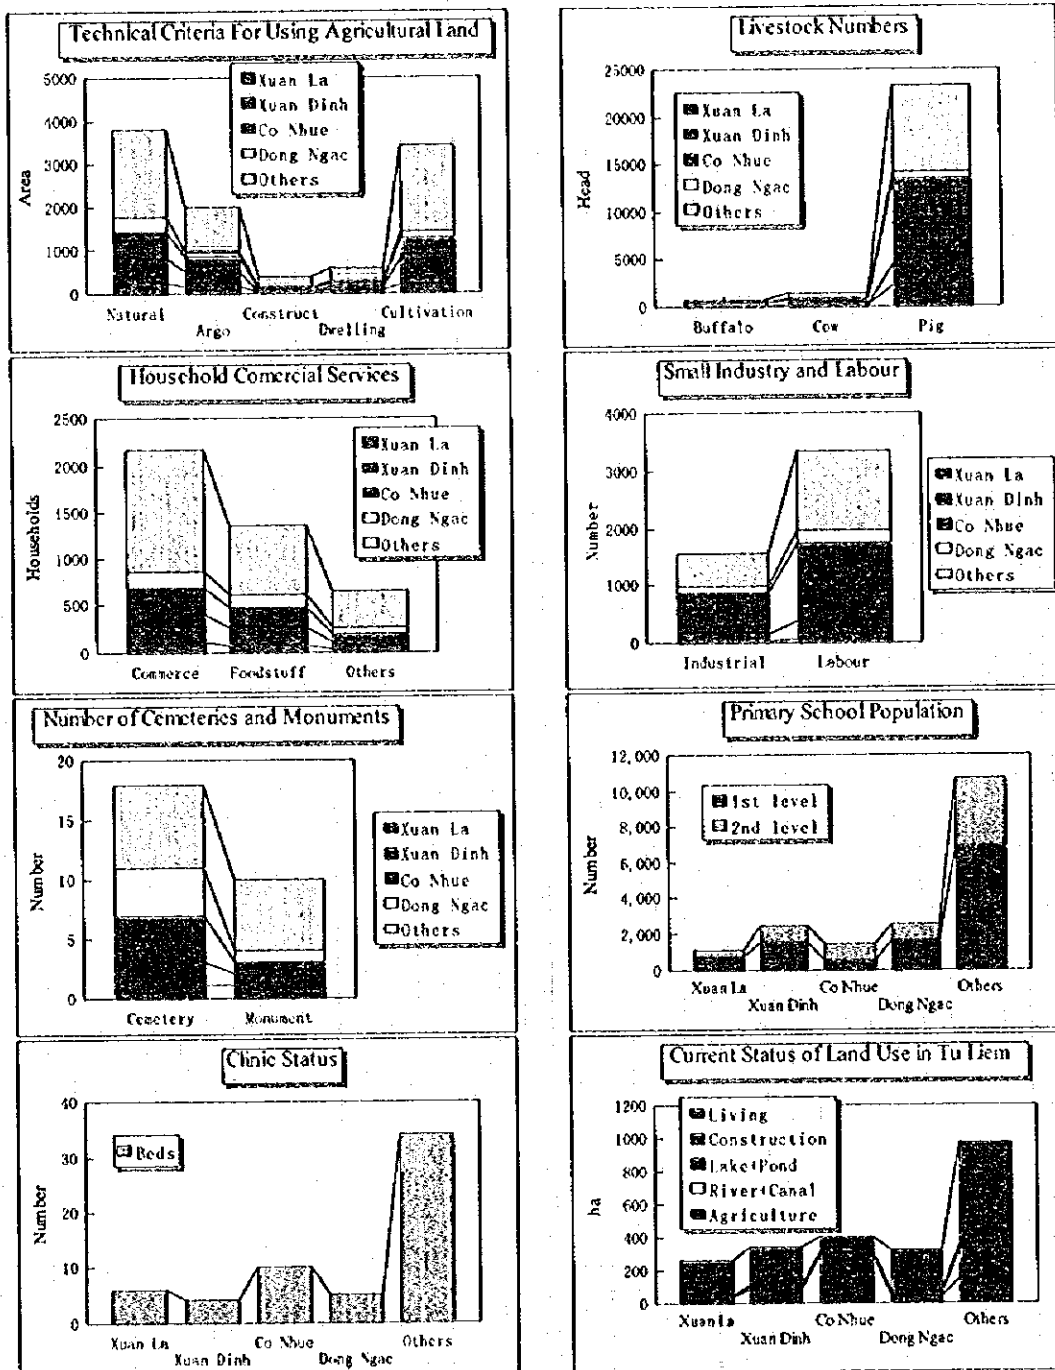 Technical Criteria For Using Agricultural Land
5000
4000
3000
2000
1000
0
Area
Xuan La
Xuan Dinh
Co Nhue
Dong Ngac
Others
Natural
Argo
Construct
Dwelling
Cultivation
Livestock Numbers
25000
20000
15000
10000
5000
0
Head
Xuan La
Xuan Dinh
Co Nhue
Dong Ngac
Others
Buffalo
Cow
Pig
Household Comercial Services
2500
2000
1500
1000
500
0
Households
Xuan La
Xuan Dinh
Co Nhue
Dong Ngac
Others
Commerce
Foodstuff
Others
Small Industry and Labour
4000
3000
2000
1000
0
Number
Xuan La
Xuan Dinh
Co Nhue
Dong Ngac
Others
Industrial
Labour
Number of Cemeteries and Monuments
20
15
10
5
0
Number
Xuan La
Xuan Dinh
Co Nhue
Dong Ngac
Others
Cemetery
Monument
Primary School Population
12,000
10,000
8,000
6,000
4,000
2,000
0
Number
1st level
2nd level
Xuan La
Xuan Dinh
Co Nhue
Dong Ngac
Others
Clinic Status
40
30
20
10
0
Number
Beds
Xuan La
Xuan Dinh
Co Nhue
Dong Ngac
Others
Current Status of Land Use in Tu Liem
1200
1000
800
600
400
200
0
ha
Living
Construction
Lake+Pond
River+Canal
Agriculture
Xuan La
Xuan Dinh
Co Nhue
Dong Ngac
Others